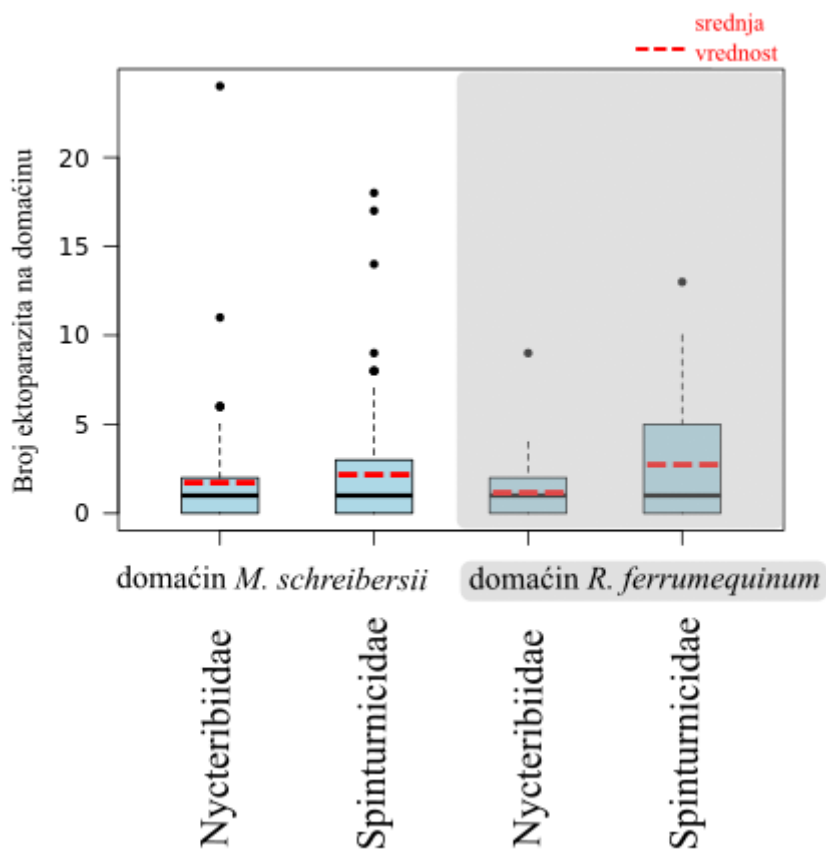 srednja
vrednost
Broj ektoparazita na domaćinu
20
15
10
5
0
domaćin M. schreibersii
domaćin R. ferrumequinum
Nycteribiidae
Spinturnicidae
Nycteribiidae
Spinturnicidae